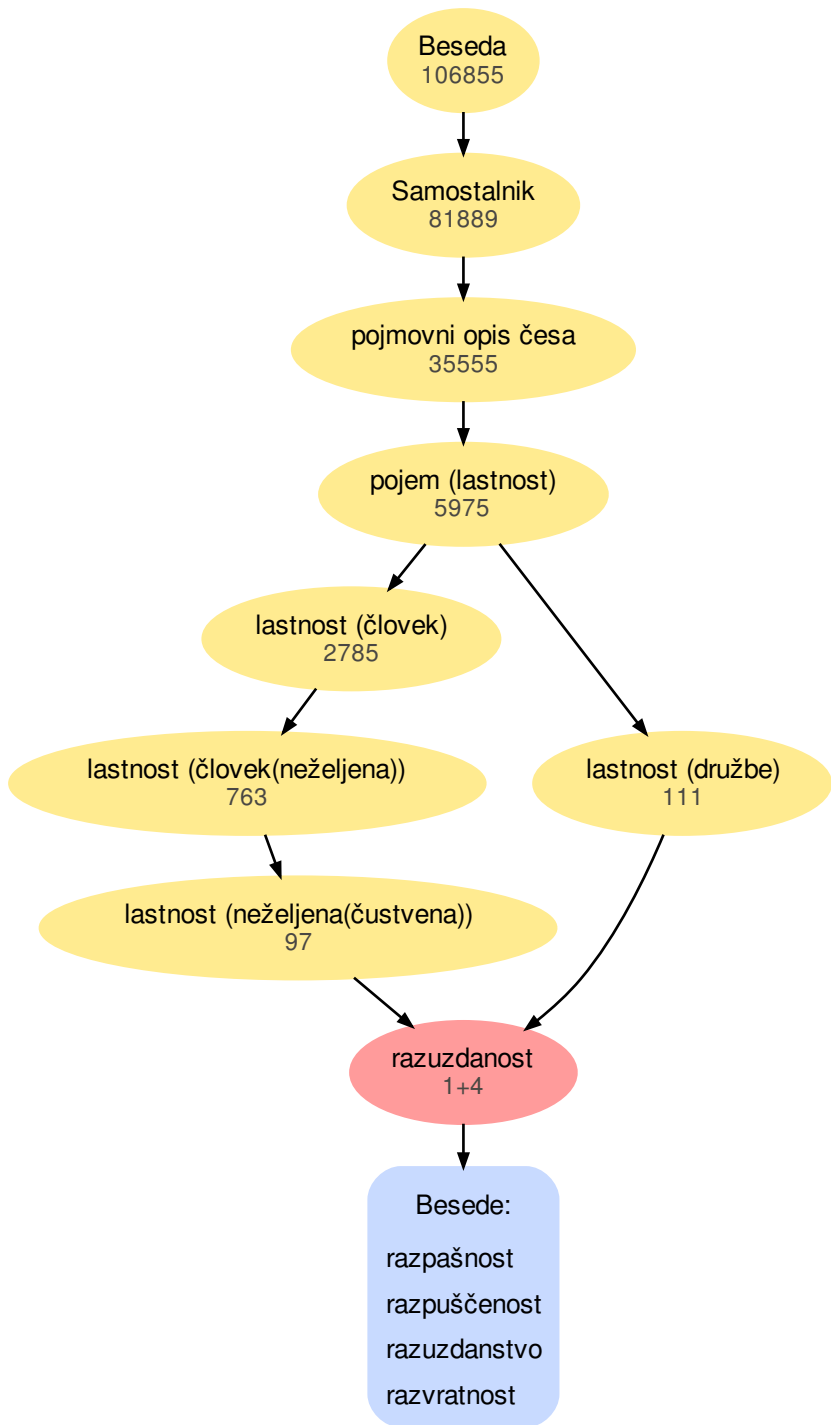 Beseda
106855
Samostalnik
81889
pojmovni opis česa
35555
pojem (lastnost)
5975
lastnost (človek)
2785
lastnost (človek(neželjena))
763
lastnost (družbe)
111
lastnost (neželjena(čustvena))
97
razuzdanost
1+4
Besede:
razpašnost
razpuščenost
razuzdanstvo
razvratnost